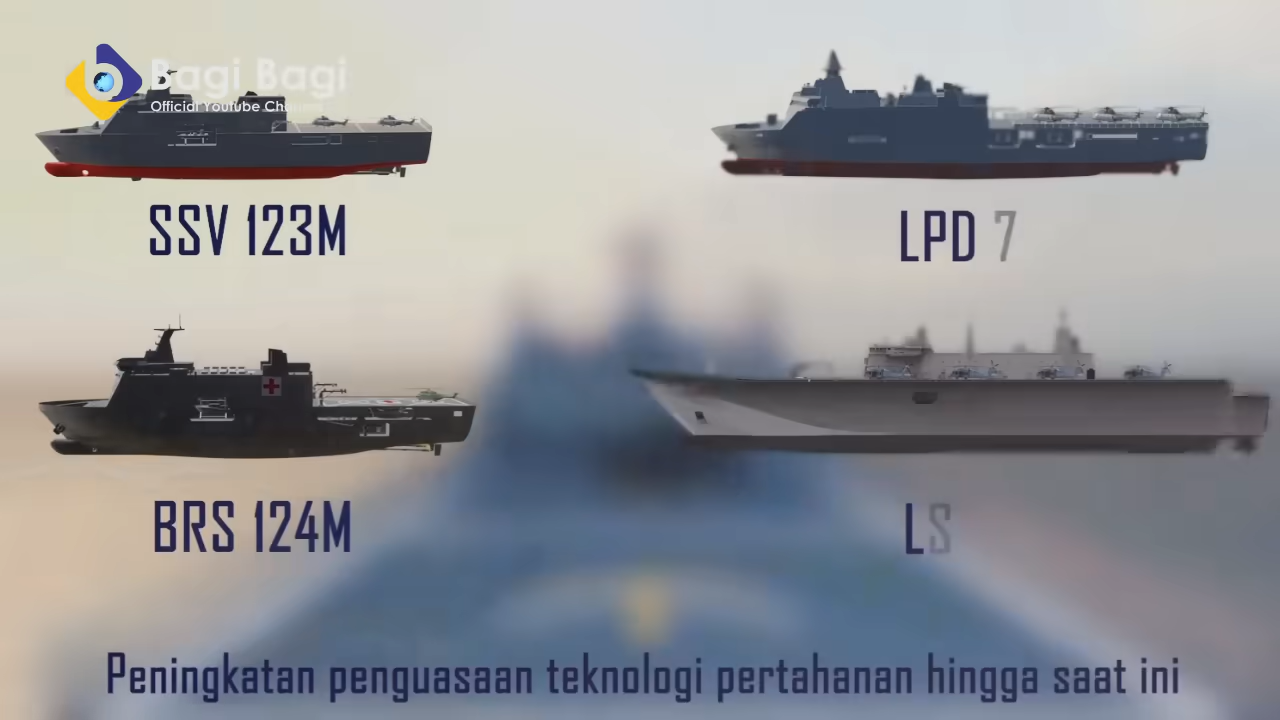 Bagi Bagi
Official Youtube Channel
SSV 123M
LPD 7
BRS 124M
LS
Peningkatan penguasaan teknologi pertahanan hingga saat ini